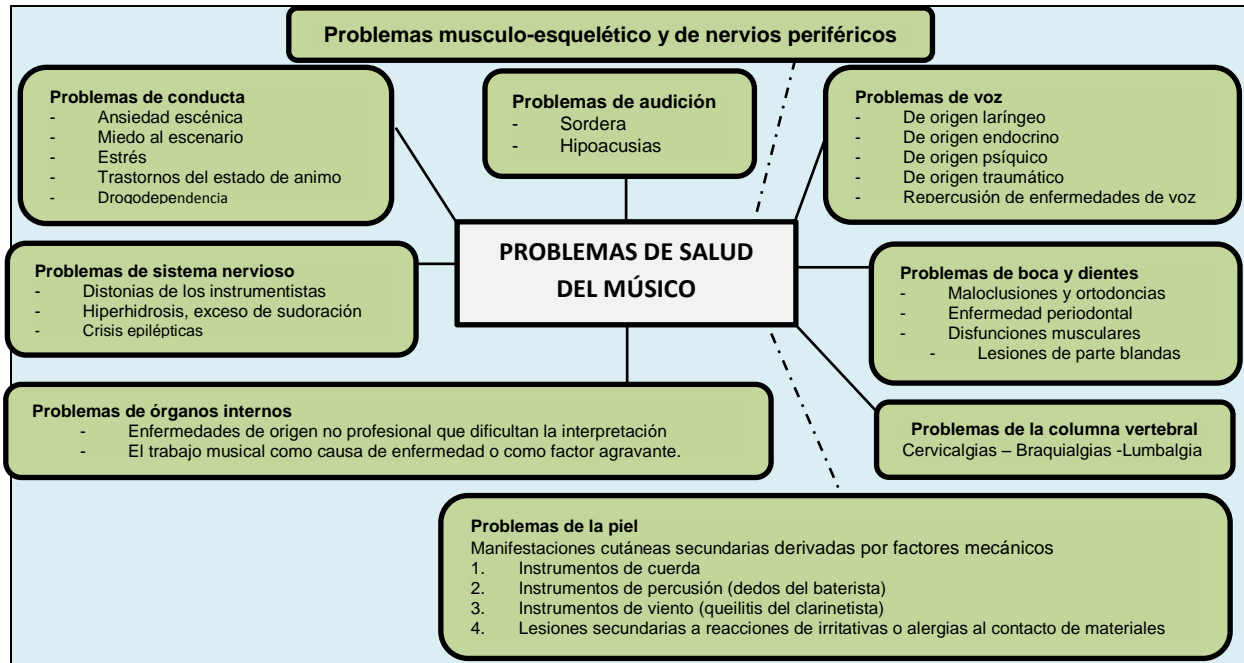 Problemas musculo-esquelético y de nervios periféricos
Problemas de conducta
- Ansiedad escénica
- Miedo al escenario
- Estrés
- Trastornos del estado de animo
- Drogodependencia
Problemas de audición
- Sordera
- Hipoacusias
Problemas de voz
- De origen laríngeo
- De origen endocrino
- De origen psíquico
- De origen traumático
- Repercusión de enfermedades de voz
PROBLEMAS DE SALUD
DEL MÚSICO
Problemas de sistema nervioso
- Distonias de los instrumentistas
- Hiperhidrosis, exceso de sudoración
- Crisis epilépticas
Problemas de boca y dientes
- Maloclusiones y ortodoncias
- Enfermedad periodontal
- Disfunciones musculares
- Lesiones de parte blandas
Problemas de órganos internos
- Enfermedades de origen no profesional que dificultan la interpretación
- El trabajo musical como causa de enfermedad o como factor agravante.
Problemas de la columna vertebral
Cervicalgias – Braquialgias -Lumbalgia
Problemas de la piel
Manifestaciones cutáneas secundarias derivadas por factores mecánicos
1. Instrumentos de cuerda
2. Instrumentos de percusión (dedos del baterista)
3. Instrumentos de viento (queilitis del clarinetista)
4. Lesiones secundarias a reacciones de irritativas o alergias al contacto de materiales